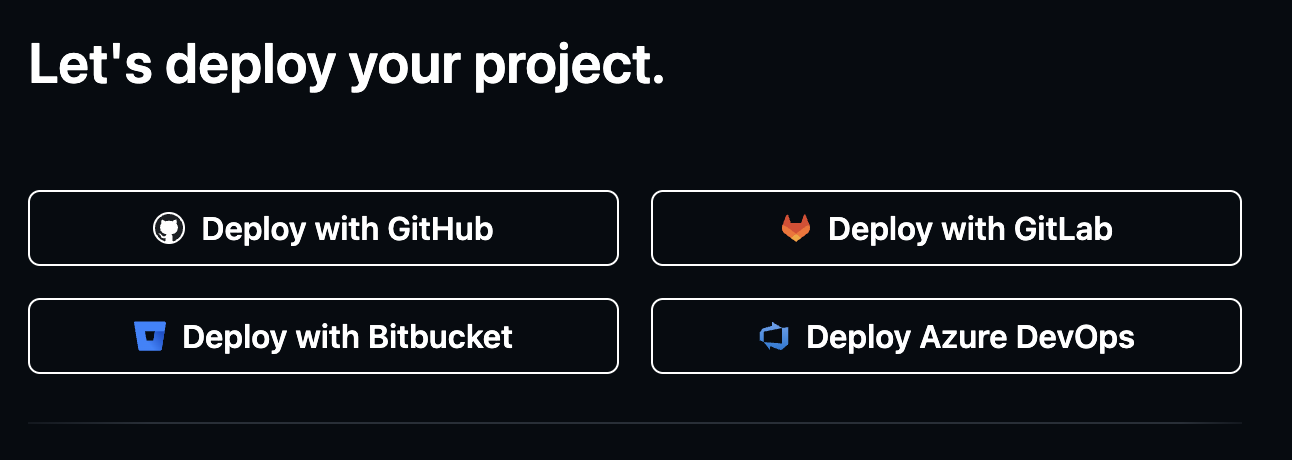 Let's deploy your project.
Deploy with GitHub
Deploy with GitLab
Deploy with Bitbucket
Deploy Azure DevOps